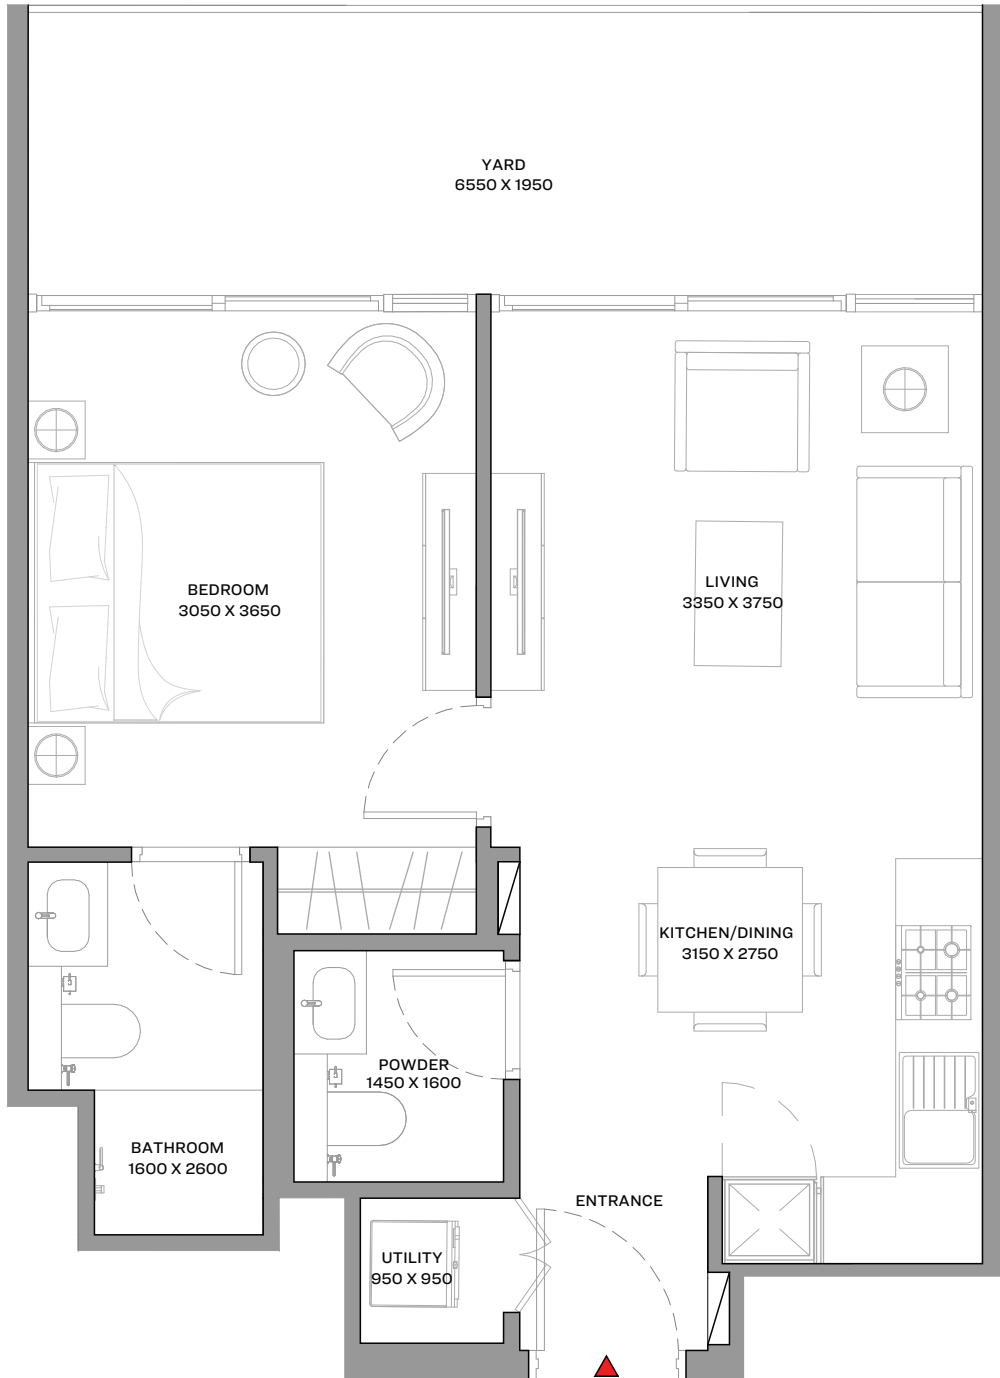 YARD
6550 X 1950
BEDROOM
3050 X 3650
LIVING
3350 X 3750
KITCHEN/DINING
3150 X 2750
POWDER
1450 X 1600
BATHROOM
1600 X 2600
ENTRANCE
UTILITY
950 X 950